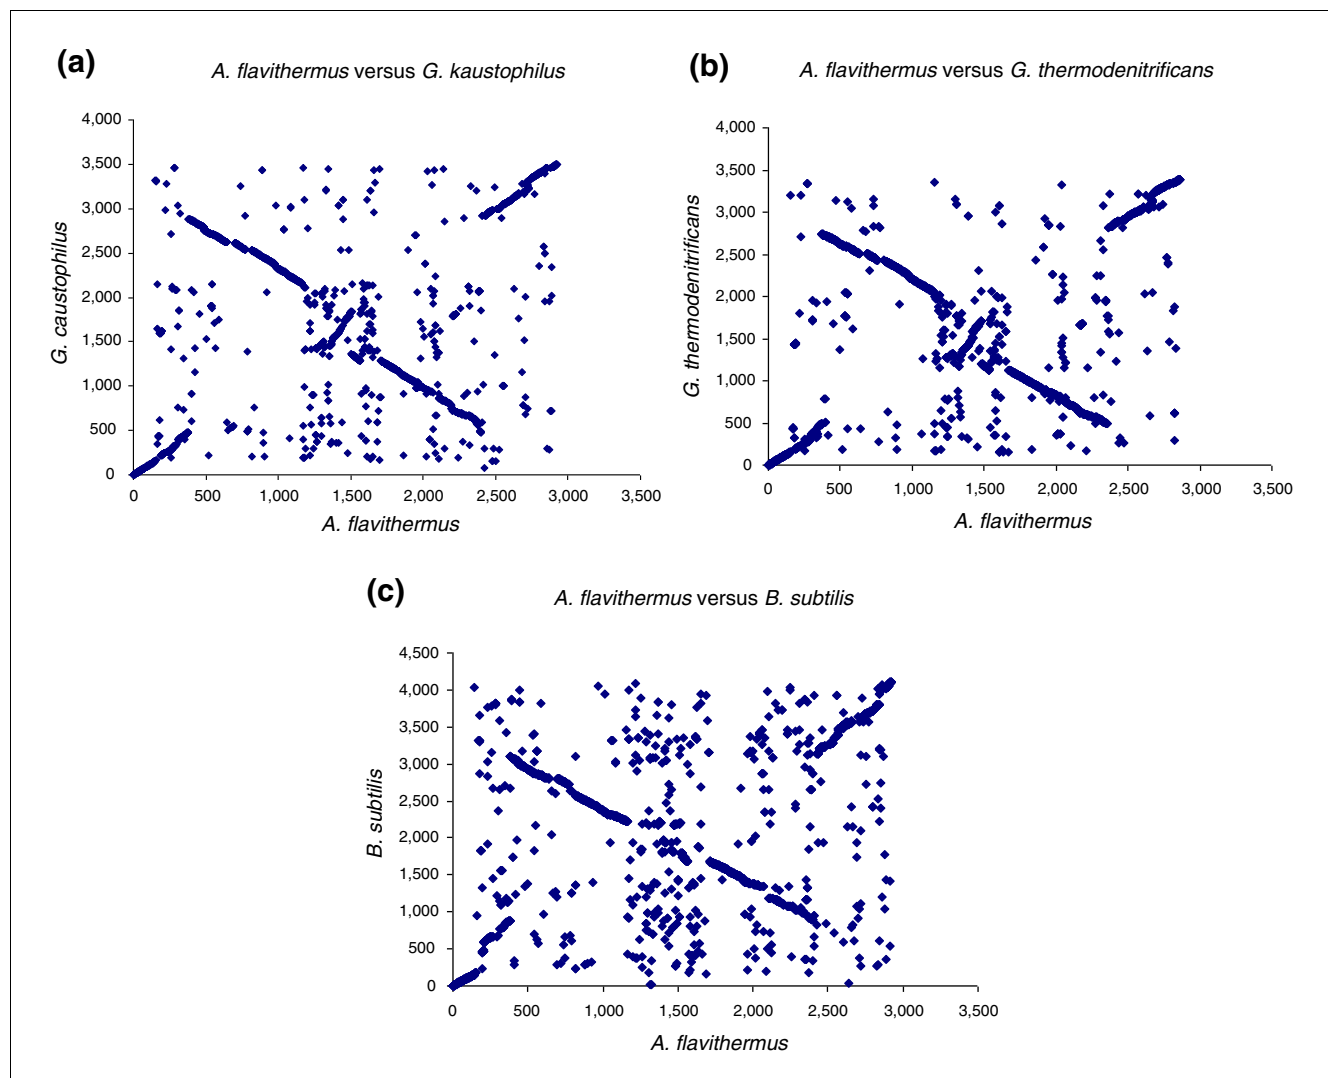 (a)
A. flavithermus versus G. kaustophilus
4,000
3,500
3,000
2,500
2,000
1,500
1,000
500
0
G. caustophilus
0 500 1,000 1,500 2,000 2,500 3,000 3,500
A. flavithermus
(b)
A. flavithermus versus G. thermodenitrificans
4,000
3,500
3,000
2,500
2,000
1,500
1,000
500
0
G. thermodenitrificans
0 500 1,000 1,500 2,000 2,500 3,000 3,500
A. flavithermus
(c)
A. flavithermus versus B. subtilis
4,500
4,000
3,500
3,000
2,500
2,000
1,500
1,000
500
0
B. subtilis
0 500 1,000 1,500 2,000 2,500 3,000 3,500
A. flavithermus